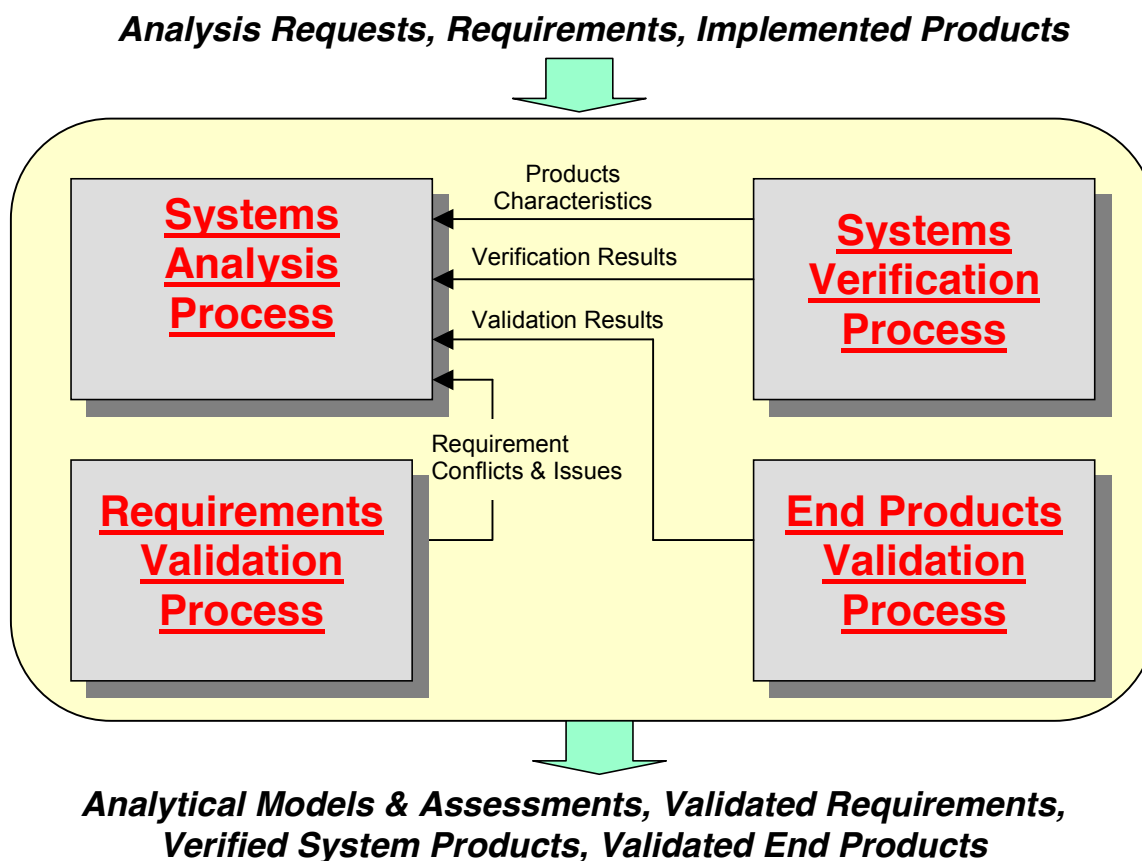 Analysis Requests, Requirements, Implemented Products
Products
Characteristics
Systems
Analysis
Process
Systems
Verification
Process
Verification Results
Validation Results
Requirement
Conflicts & Issues
Requirements
Validation
Process
End Products
Validation
Process
Analytical Models & Assessments, Validated Requirements,
Verified System Products, Validated End Products